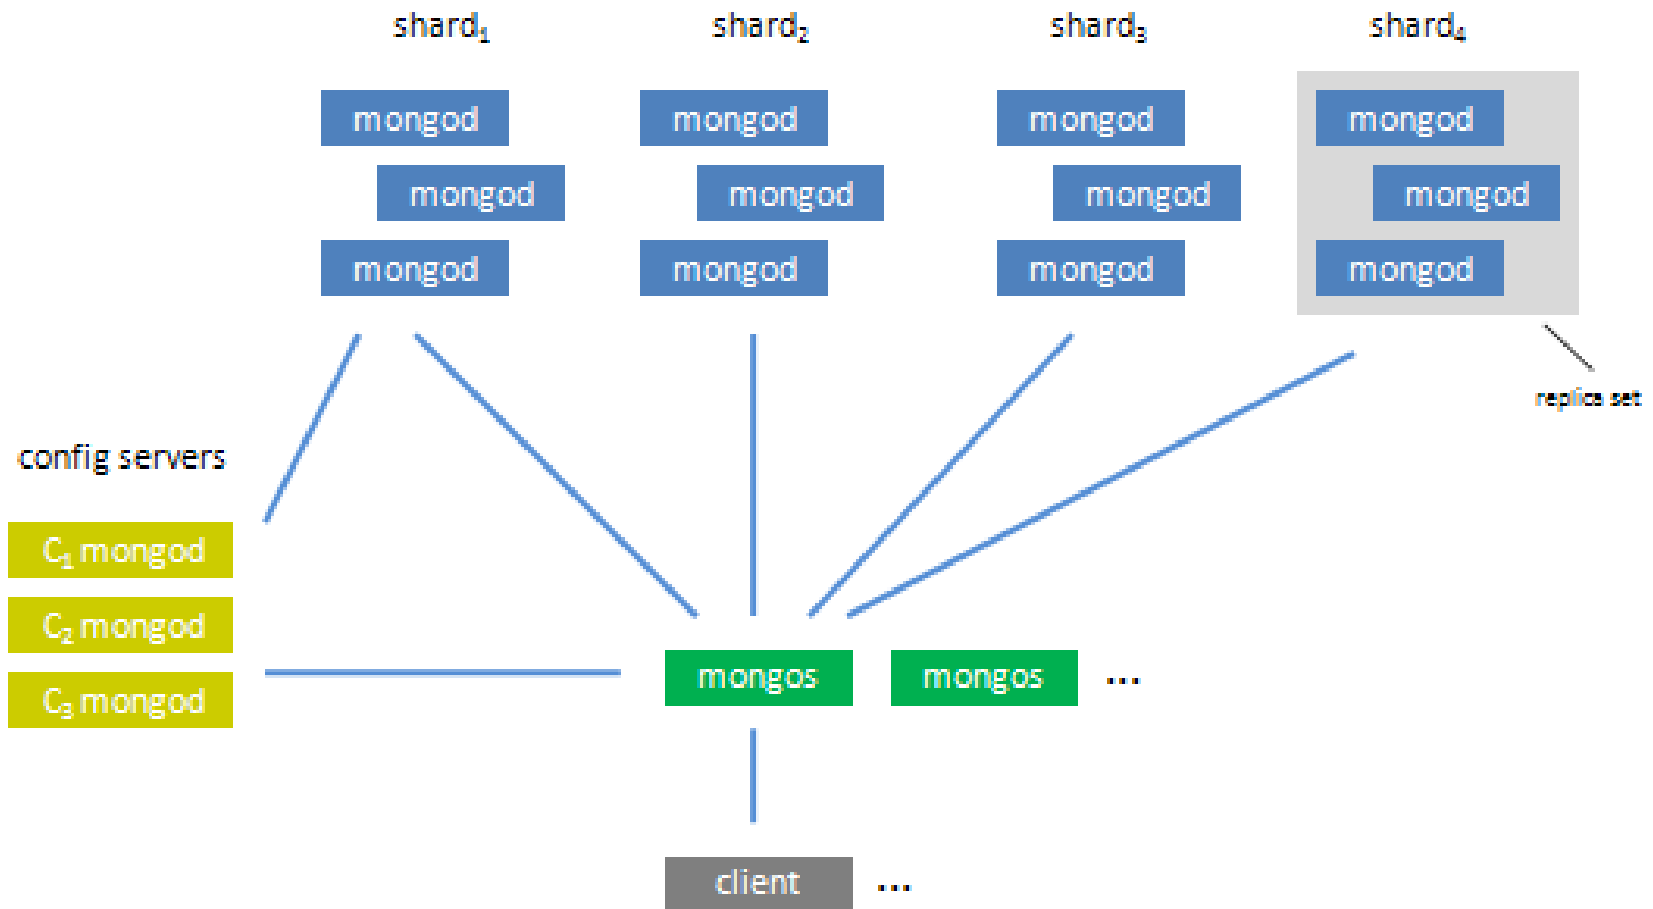 shard₁ shard₂ shard₃ shard₄
mongod mongod mongod mongod
mongod mongod mongod mongod
mongod mongod mongod mongod
replica set
config servers
C₁ mongod
C₂ mongod
C₃ mongod
mongos mongos ...
client ...